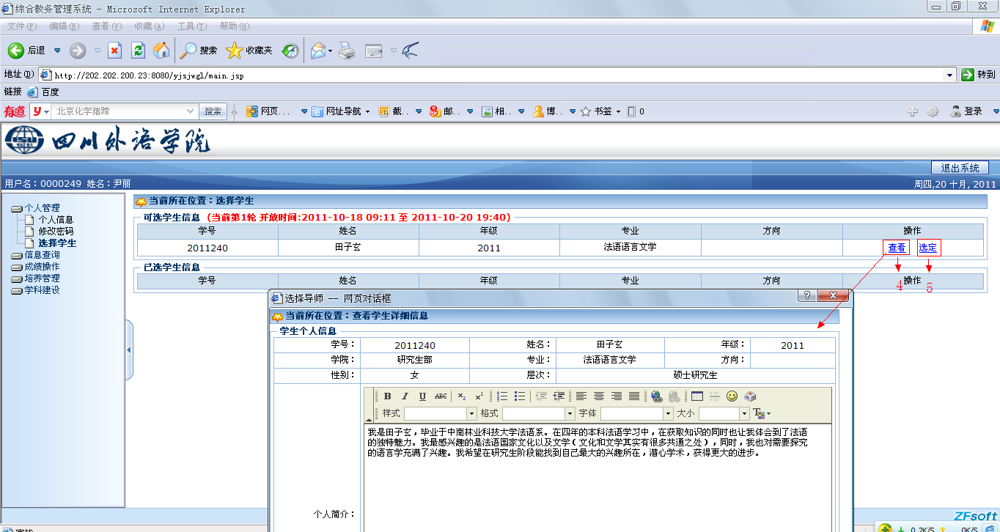 综合教务管理系统 - Microsoft Internet Explorer
文件(F) 编辑(E) 查看(V) 收藏(A) 工具(T) 帮助(H)
后退 搜索 收藏夹
地址(D) http://202.202.200.23:8080/yjsjwgl/main.jsp 转到
链接 百度
有道 y 北京化学猪蹄 搜索 网页... 网址导航 截.. 邮.. 相.. 博.. 书签 0 登录
四川外语学院
退出系统
用户名：0000249 姓名：尹丽 周四,20 十月, 2011
个人管理
个人信息
修改密码
选择学生
信息查询
成绩操作
培养管理
学科建设
当前所在位置：选择学生
可选学生信息 (当前第1轮 开放时间:2011-10-18 09:11 至 2011-10-20 19:40)
学号 姓名 年级 专业 方向 操作
2011240 田子玄 2011 法语语言文学 查看 选定
已选学生信息
学号 姓名 年级 专业 方向 操作
4 5
选择导师 -- 网页对话框 ?
当前所在位置：查看学生详细信息
学生个人信息
学号： 2011240 姓名： 田子玄 年级： 2011
学院： 研究生部 专业： 法语语言文学 方向：
性别： 女 层次： 硕士研究生
B I U ABC x₂ x²
样式 格式 字体 大小 T
我是田子玄，毕业于中南林业科技大学法语系。在四年的本科法语学习中，在获取知识的同时也让我体会到了法语
的独特魅力。我最感兴趣的是法语国家文化以及文学（文化和文学其实有很多共通之处），同时，我也对需要探究
的语言学充满了兴趣。我希望在研究生阶段能找到自己最大的兴趣所在，潜心学术，获得更大的进步。
个人简介：
ZFsoft
0.2K/S 0K/S